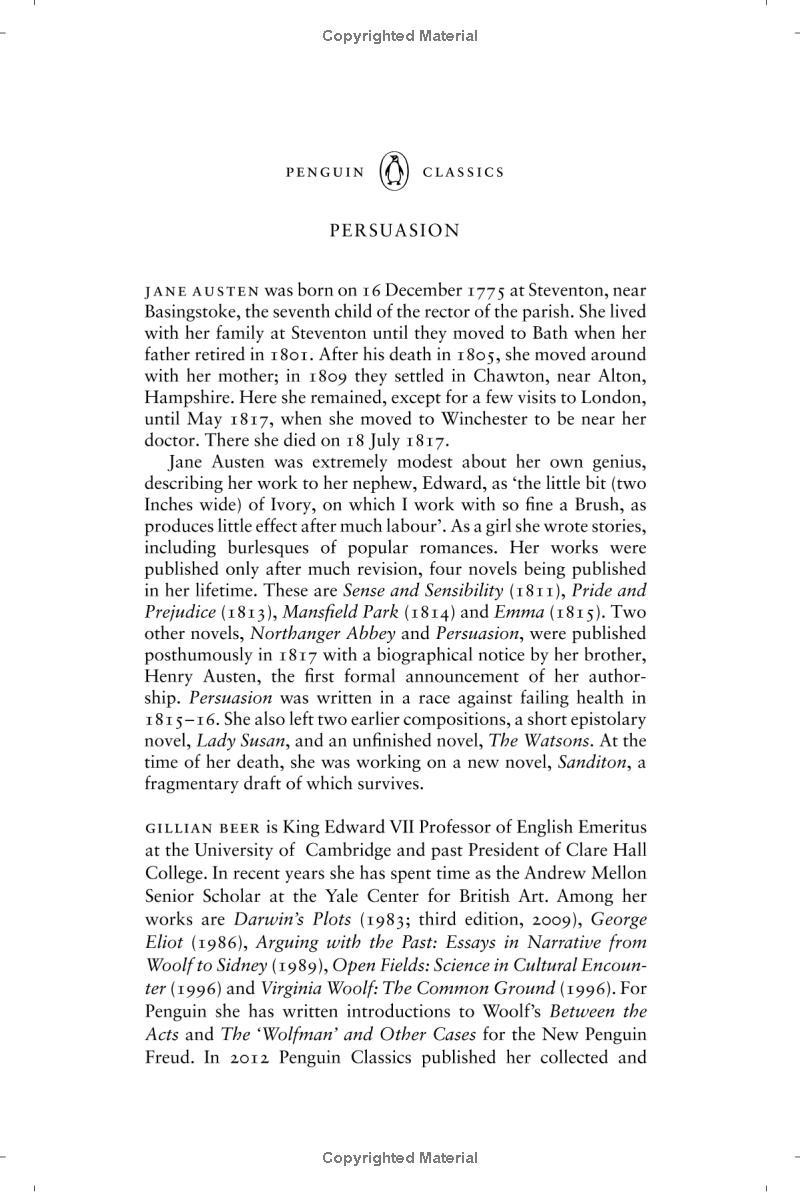 Copyrighted Material
PENGUIN CLASSICS
PERSUASION
JANE AUSTEN was born on 16 December 1775 at Steventon, near
Basingstoke, the seventh child of the rector of the parish. She lived
with her family at Steventon until they moved to Bath when her
father retired in 1801. After his death in 1805, she moved around
with her mother; in 1809 they settled in Chawton, near Alton,
Hampshire. Here she remained, except for a few visits to London,
until May 1817, when she moved to Winchester to be near her
doctor. There she died on 18 July 1817.
Jane Austen was extremely modest about her own genius,
describing her work to her nephew, Edward, as ‘the little bit (two
Inches wide) of Ivory, on which I work with so fine a Brush, as
produces little effect after much labour’. As a girl she wrote stories,
including burlesques of popular romances. Her works were
published only after much revision, four novels being published
in her lifetime. These are Sense and Sensibility (1811), Pride and
Prejudice (1813), Mansfield Park (1814) and Emma (1815). Two
other novels, Northanger Abbey and Persuasion, were published
posthumously in 1817 with a biographical notice by her brother,
Henry Austen, the first formal announcement of her author-
ship. Persuasion was written in a race against failing health in
1815–16. She also left two earlier compositions, a short epistolary
novel, Lady Susan, and an unfinished novel, The Watsons. At the
time of her death, she was working on a new novel, Sanditon, a
fragmentary draft of which survives.
GILLIAN BEER is King Edward VII Professor of English Emeritus
at the University of Cambridge and past President of Clare Hall
College. In recent years she has spent time as the Andrew Mellon
Senior Scholar at the Yale Center for British Art. Among her
works are Darwin’s Plots (1983; third edition, 2009), George
Eliot (1986), Arguing with the Past: Essays in Narrative from
Woolf to Sidney (1989), Open Fields: Science in Cultural Encoun-
ter (1996) and Virginia Woolf: The Common Ground (1996). For
Penguin she has written introductions to Woolf’s Between the
Acts and The ‘Wolfman’ and Other Cases for the New Penguin
Freud. In 2012 Penguin Classics published her collected and
Copyrighted Material